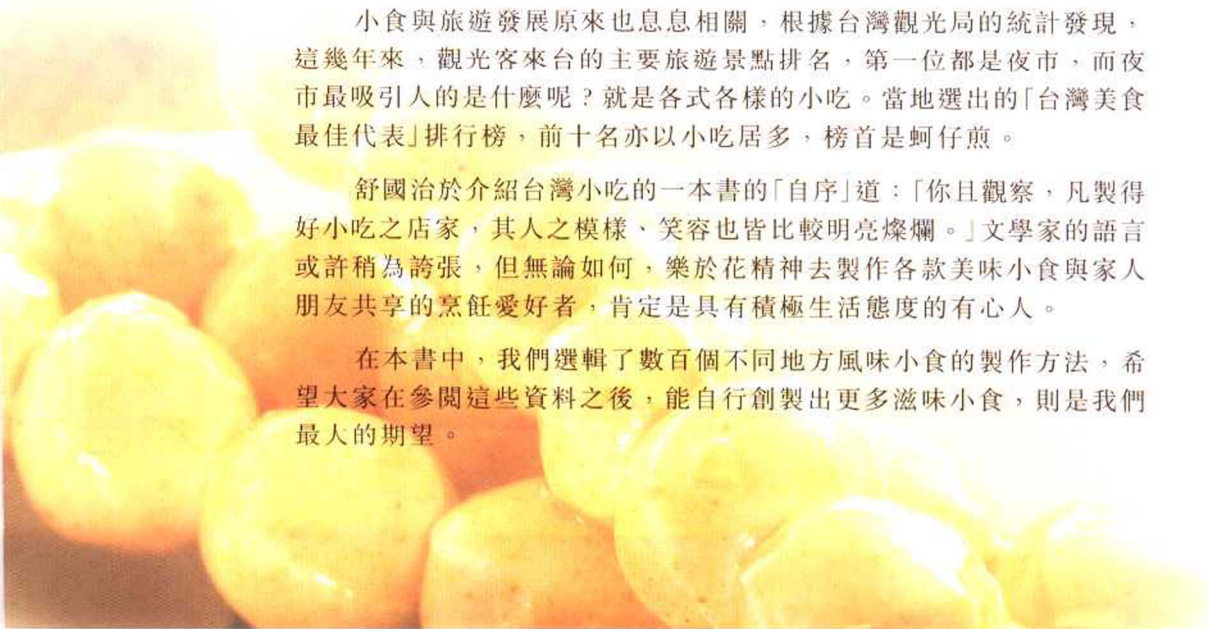 小食與旅遊發展原來也息息相關，根據台灣觀光局的統計發現，
這幾年來，觀光客來台的主要旅遊景點排名，第一位都是夜市，而夜
市最吸引人的是什麼呢？就是各式各樣的小吃。當地選出的「台灣美食
最佳代表」排行榜，前十名亦以小吃居多，榜首是蚵仔煎。
舒國治於介紹台灣小吃的一本書的「自序」道：「你且觀察，凡製得
好小吃之店家，其人之模樣、笑容也皆比較明亮燦爛。」文學家的語言
或許稍為誇張，但無論如何，樂於花精神去製作各款美味小食與家人
朋友共享的烹飪愛好者，肯定是具有積極生活態度的有心人。
在本書中，我們選輯了數百個不同地方風味小食的製作方法，希
望大家在參閱這些資料之後，能自行創製出更多滋味小食，則是我們
最大的期望。